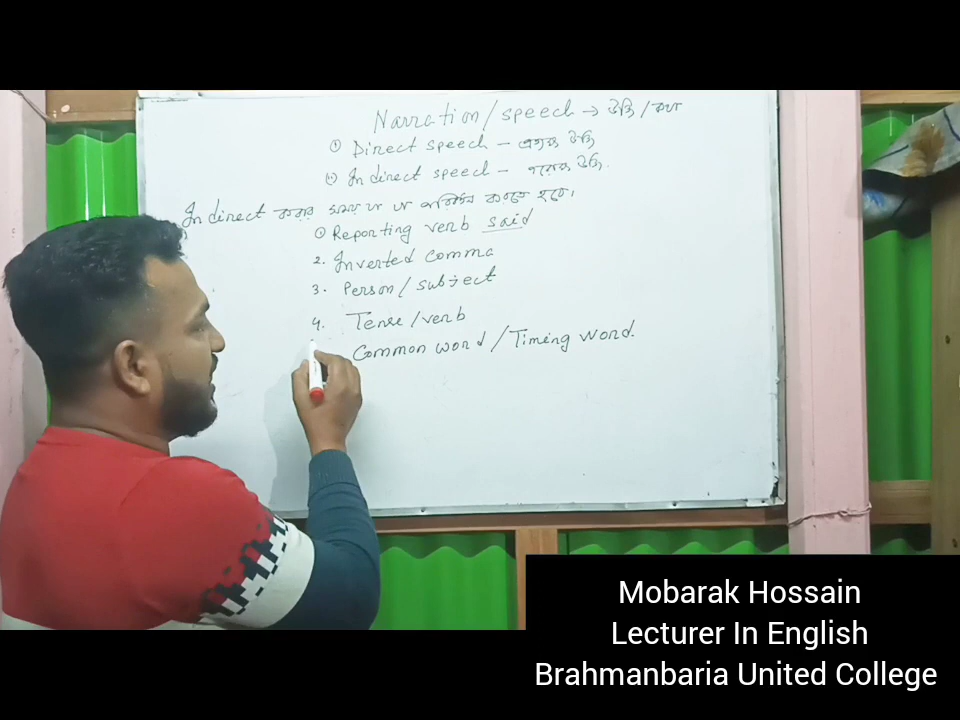 Narration/speech → উক্তি/কথা
① Direct speech – প্রত্যক্ষ উক্তি
② Indirect speech – পরোক্ষ উক্তি.
Indirect করার সময় যা যা পরিবর্তন করতে হবে।
① Reporting verb said
2. Inverted comma
3. Person/subject
4. Tense/verb
Common word/Timing word.
Mobarak Hossain
Lecturer In English
Brahmanbaria United College